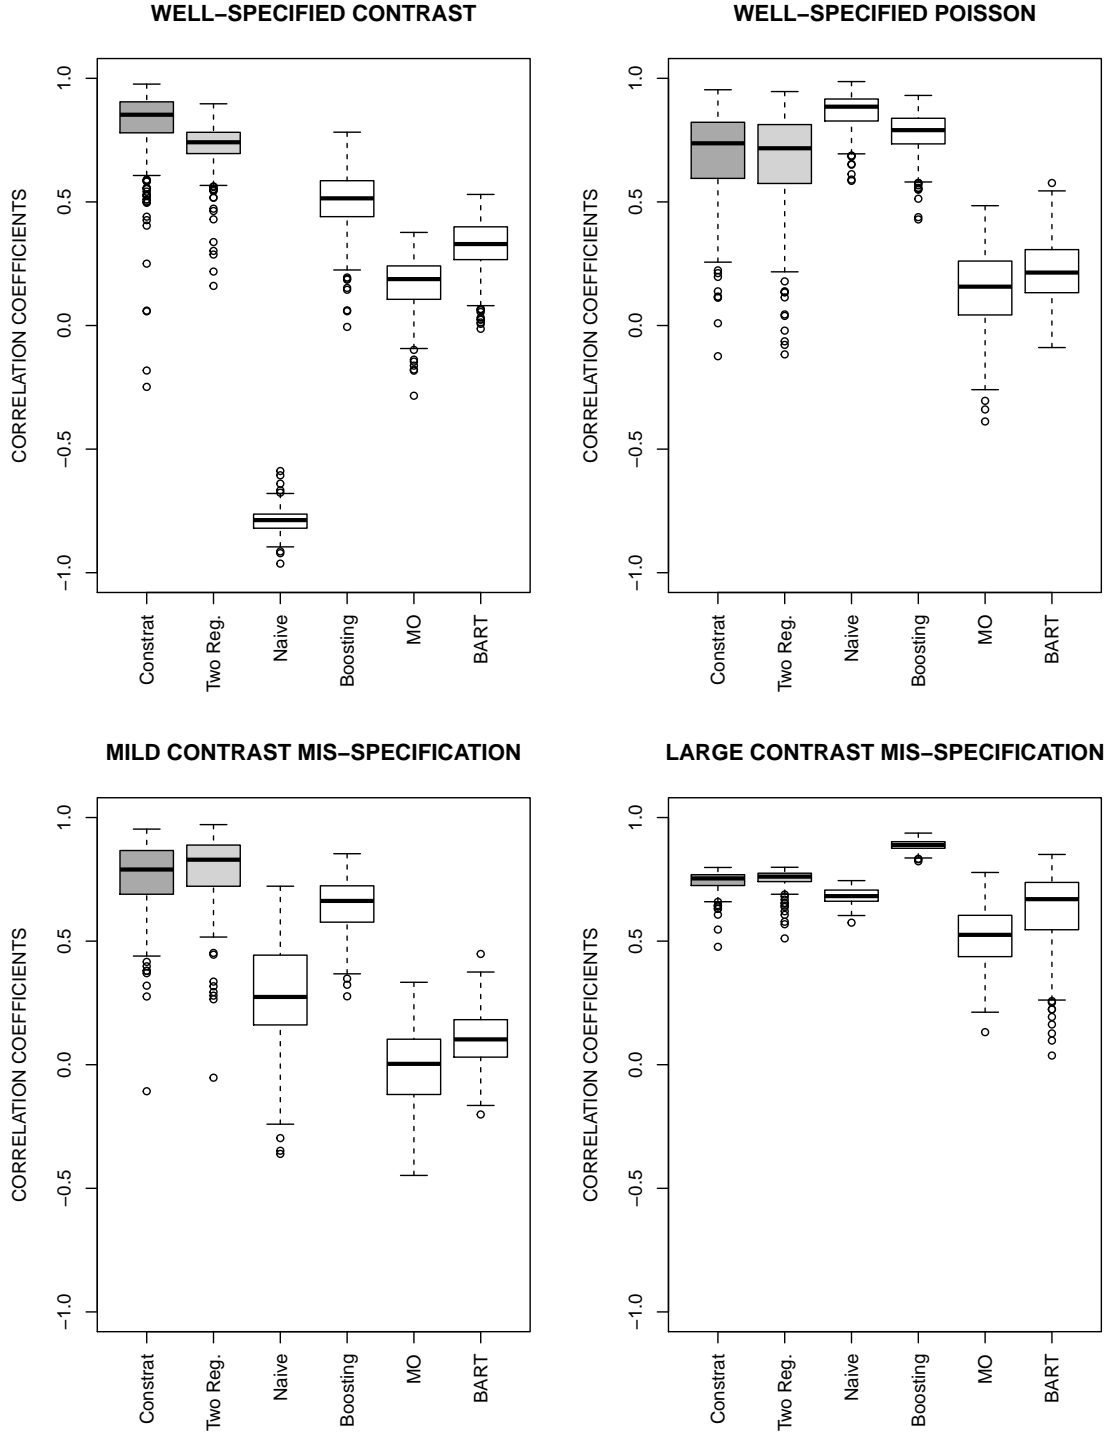 WELL−SPECIFIED CONTRAST
CORRELATION COEFFICIENTS
1.0
0.5
0.0
−0.5
−1.0
Constrat
Two Reg.
Naive
Boosting
MO
BART
WELL−SPECIFIED POISSON
CORRELATION COEFFICIENTS
1.0
0.5
0.0
−0.5
−1.0
Constrat
Two Reg.
Naive
Boosting
MO
BART
MILD CONTRAST MIS−SPECIFICATION
CORRELATION COEFFICIENTS
1.0
0.5
0.0
−0.5
−1.0
Constrat
Two Reg.
Naive
Boosting
MO
BART
LARGE CONTRAST MIS−SPECIFICATION
CORRELATION COEFFICIENTS
1.0
0.5
0.0
−0.5
−1.0
Constrat
Two Reg.
Naive
Boosting
MO
BART